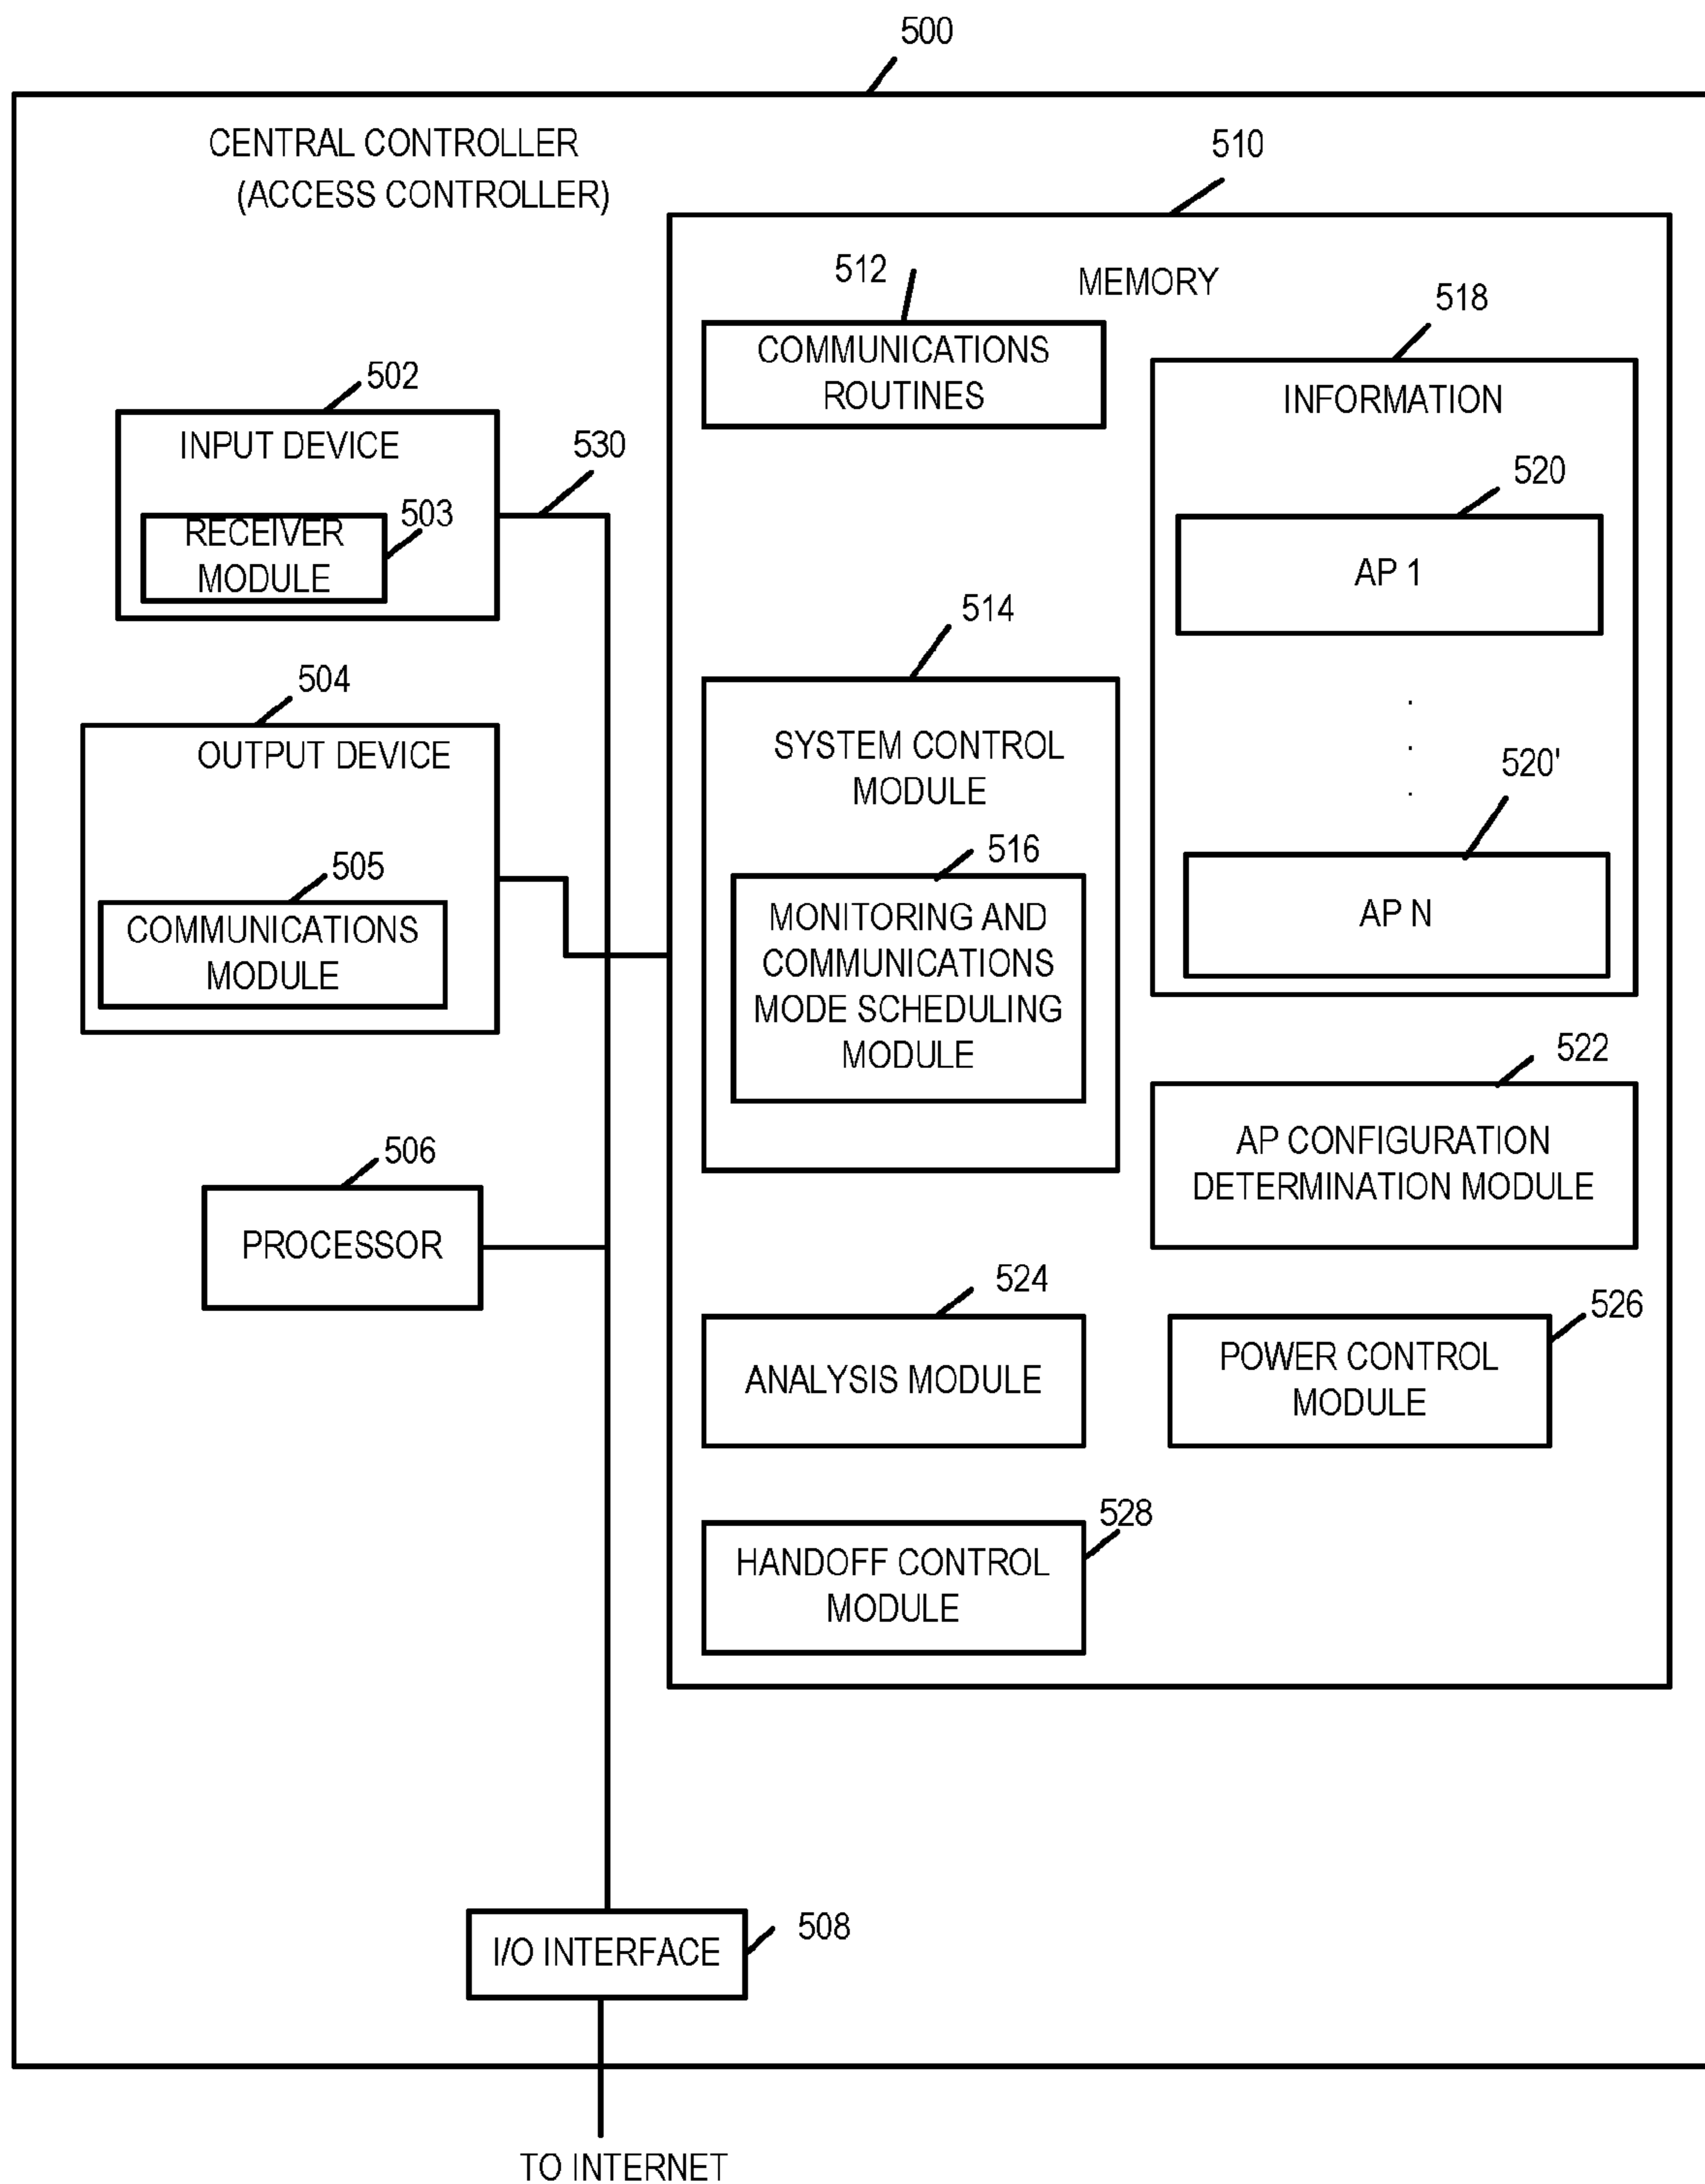 500
CENTRAL CONTROLLER
(ACCESS CONTROLLER)
510
MEMORY
512
COMMUNICATIONS
ROUTINES
518
INFORMATION
520
AP 1
.
.
.
520'
AP N
502
INPUT DEVICE
503
RECEIVER
MODULE
530
504
OUTPUT DEVICE
505
COMMUNICATIONS
MODULE
514
SYSTEM CONTROL
MODULE
516
MONITORING AND
COMMUNICATIONS
MODE SCHEDULING
MODULE
522
AP CONFIGURATION
DETERMINATION MODULE
506
PROCESSOR
524
ANALYSIS MODULE
526
POWER CONTROL
MODULE
528
HANDOFF CONTROL
MODULE
508
I/O INTERFACE
TO INTERNET